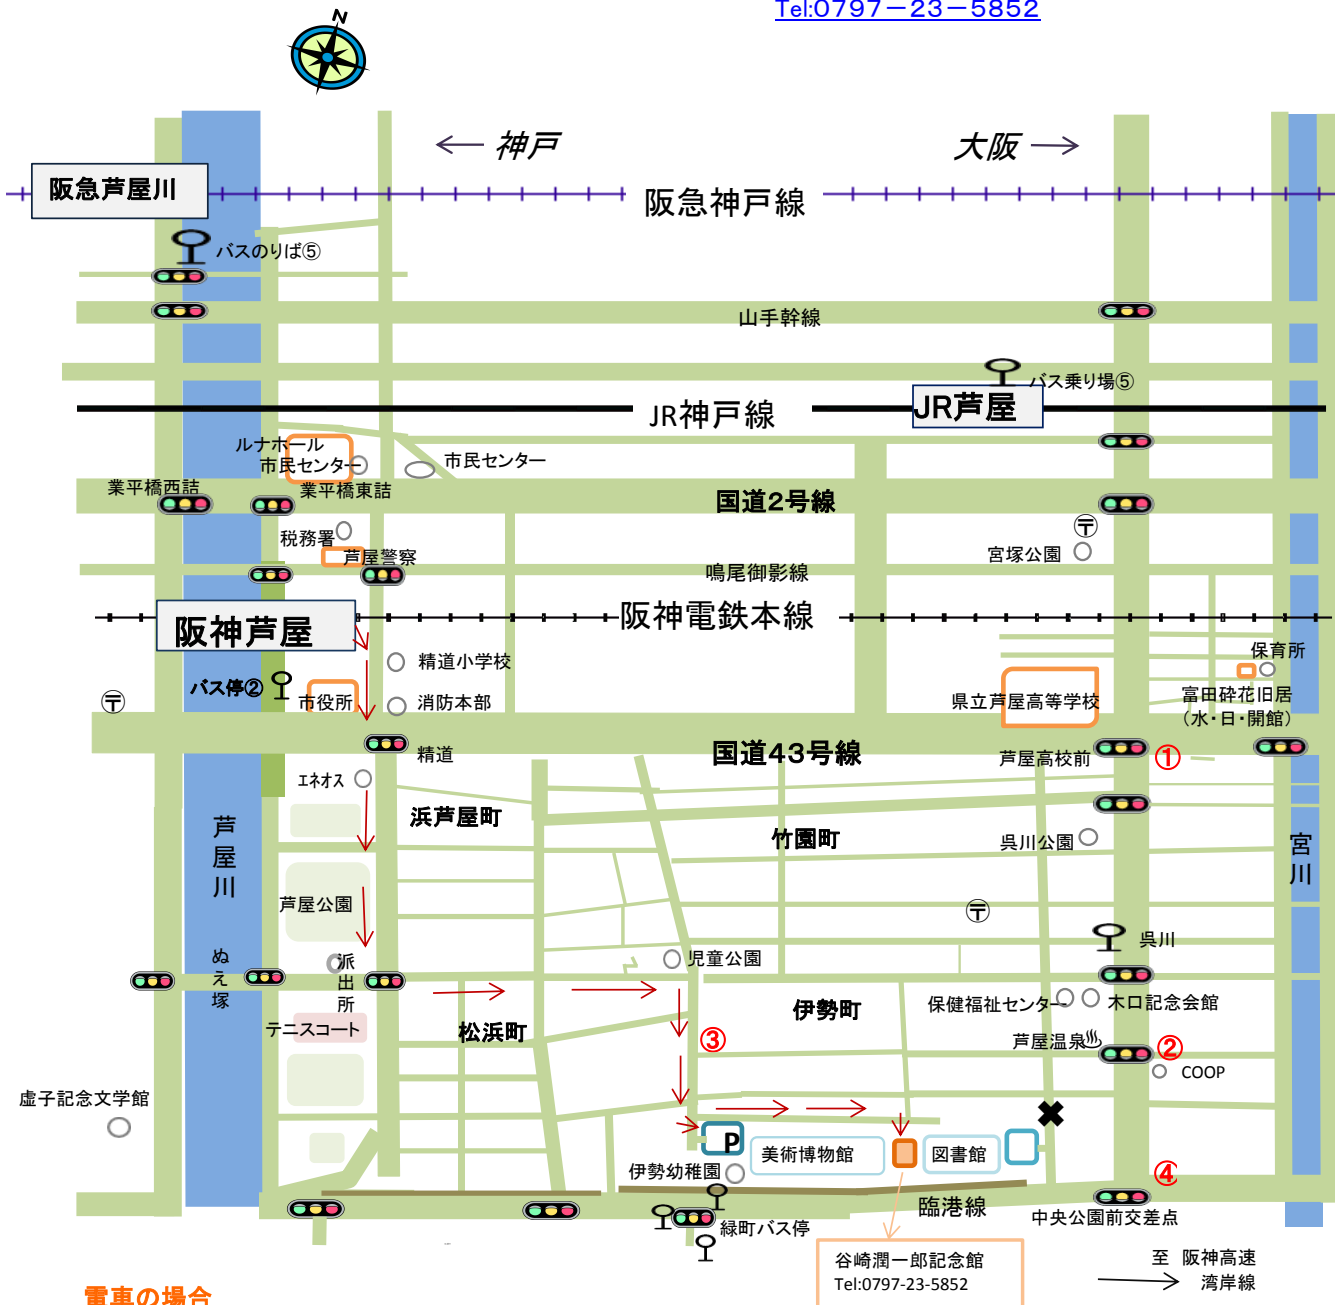 Tel:0797－23－5852
N
神戸
大阪
阪急芦屋川
阪急神戸線
バスのりば⑤
山手幹線
バス乗り場⑤
JR神戸線
JR芦屋
ルナホール
市民センター
市民センター
業平橋西詰
業平橋東詰
国道2号線
税務署
芦屋警察
〒
宮塚公園
鳴尾御影線
阪神電鉄本線
阪神芦屋
精道小学校
保育所
バス停②
市役所
消防本部
県立芦屋高等学校
富田砕花旧居
（水・日・開館）
〒
精道
国道43号線
芦屋高校前
①
エネオス
浜芦屋町
竹園町
呉川公園
芦屋川
宮川
芦屋公園
〒
呉川
ぬえ塚
派出所
児童公園
保健福祉センター
木口記念会館
テニスコート
松浜町
伊勢町
③
芦屋温泉
②
COOP
虚子記念文学館
P
美術博物館
図書館
伊勢幼稚園
④
臨港線
中央公園前交差点
緑町バス停
谷崎潤一郎記念館
Tel:0797-23-5852
至 阪神高速
湾岸線
電車の場合